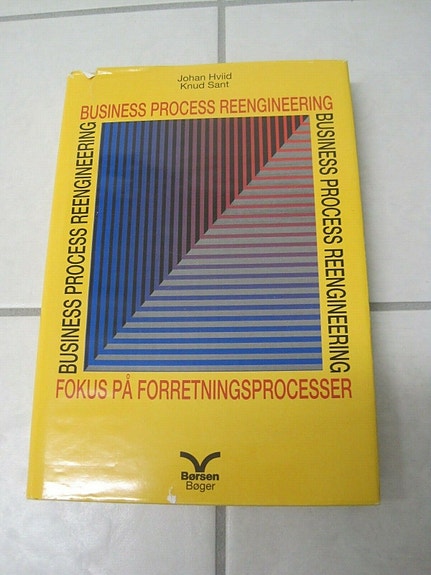 Johan Hviid
Knud Sant
BUSINESS PROCESS REENGINEERING
BUSINESS PROCESS REENGINEERING
BUSINESS PROCESS REENGINEERING
FOKUS PÅ FORRETNINGSPROCESSER
Børsen
Bøger